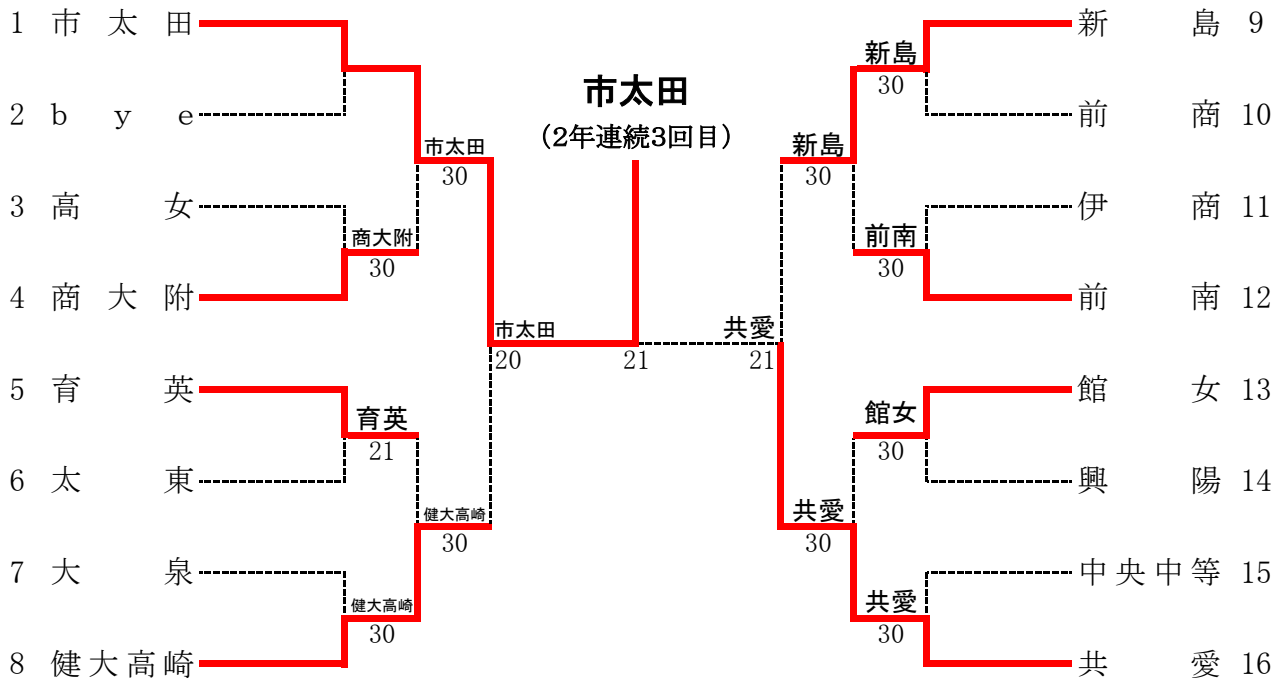 1 市太田
2 bye
3 高女
4 商大附
5 育英
6 太東
7 大泉
8 健大高崎
商大附
30
育英
21
健大高崎
30
市太田
30
健大高崎
30
市太田
20
市太田
(2年連続3回目)
21
共愛
21
新島
30
共愛
30
新島
30
前南
30
館女
30
共愛
30
新島 9
前商 10
伊商 11
前南 12
館女 13
興陽 14
中央中等 15
共愛 16